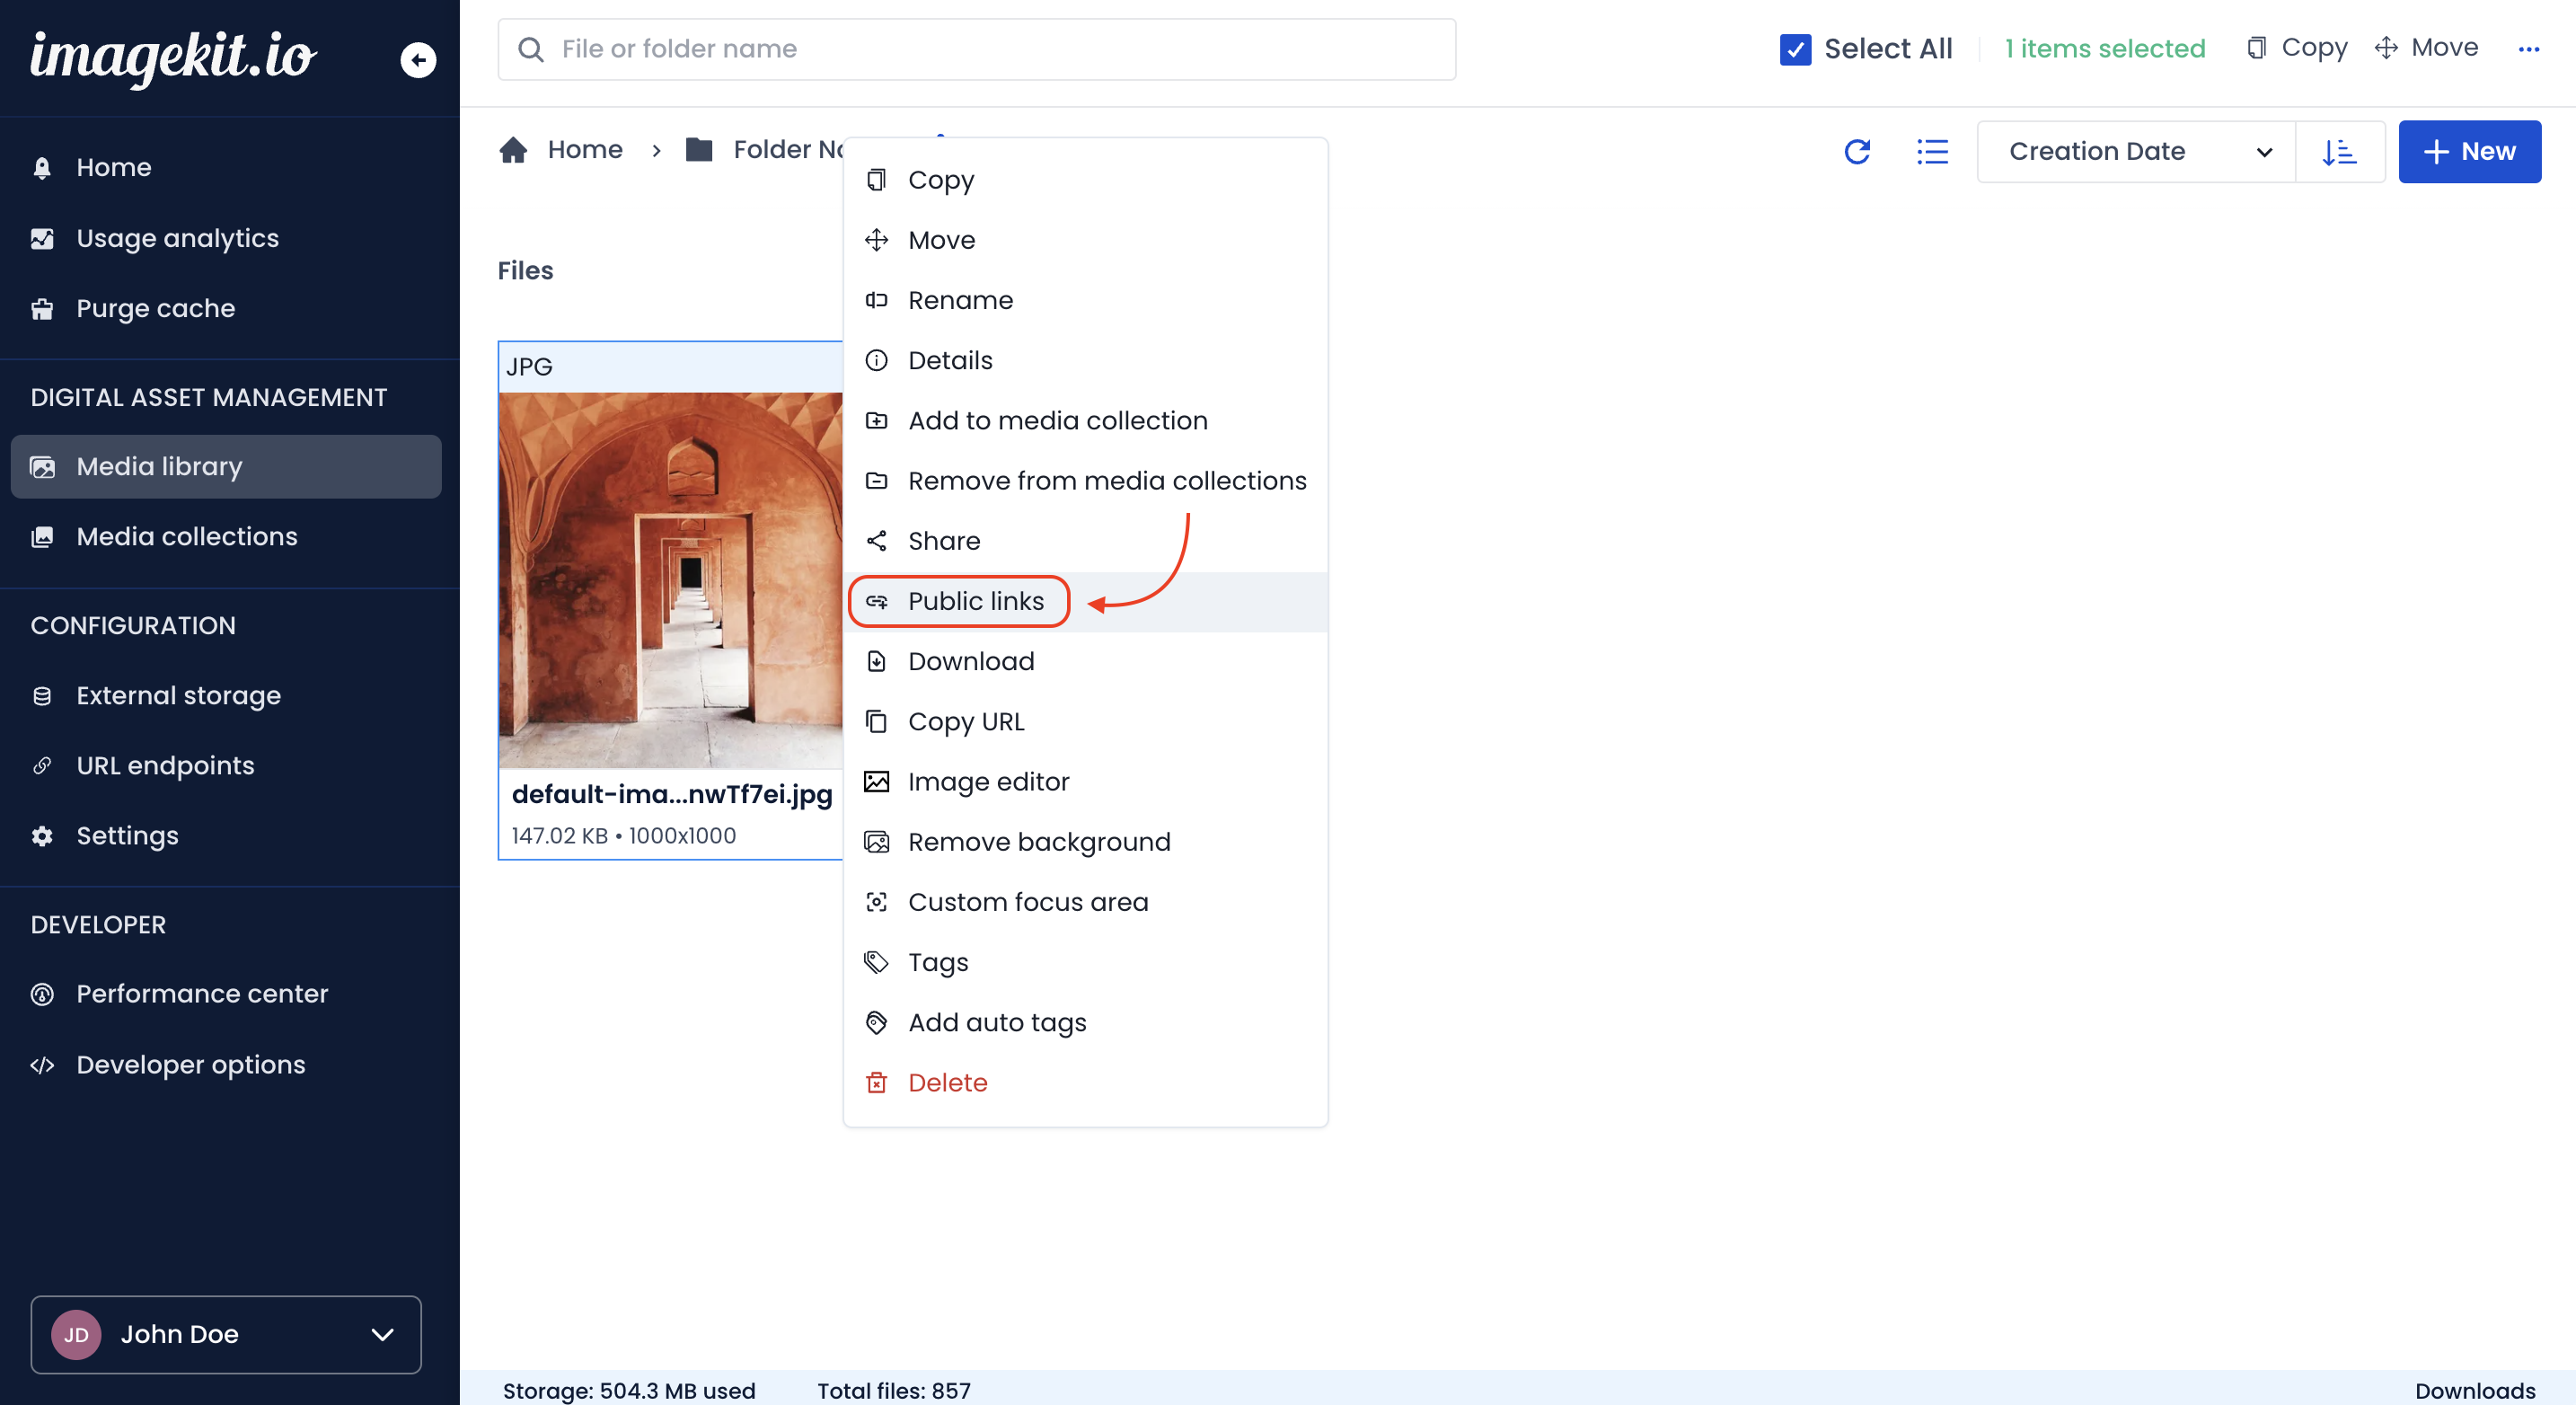 imagekit.io
File or folder name
Select All
1 items selected
Copy
Move
Home
Usage analytics
Purge cache
DIGITAL ASSET MANAGEMENT
Media library
Media collections
CONFIGURATION
External storage
URL endpoints
Settings
DEVELOPER
Performance center
Developer options
JD
John Doe
Home
Folder
Creation Date
New
Files
JPG
default-ima...nwTf7ei.jpg
147.02 KB • 1000x1000
Copy
Move
Rename
Details
Add to media collection
Remove from media collections
Share
Public links
Download
Copy URL
Image editor
Remove background
Custom focus area
Tags
Add auto tags
Delete
Storage: 504.3 MB used
Total files: 857
Downloads